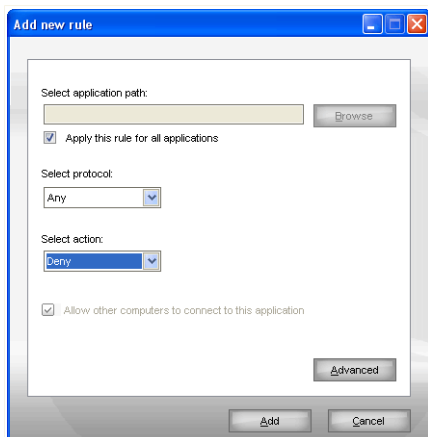 Add new rule
Select application path:
Browse
Apply this rule for all applications
Select protocol:
Any
Select action:
Deny
Allow other computers to connect to this application
Advanced
Add
Cancel